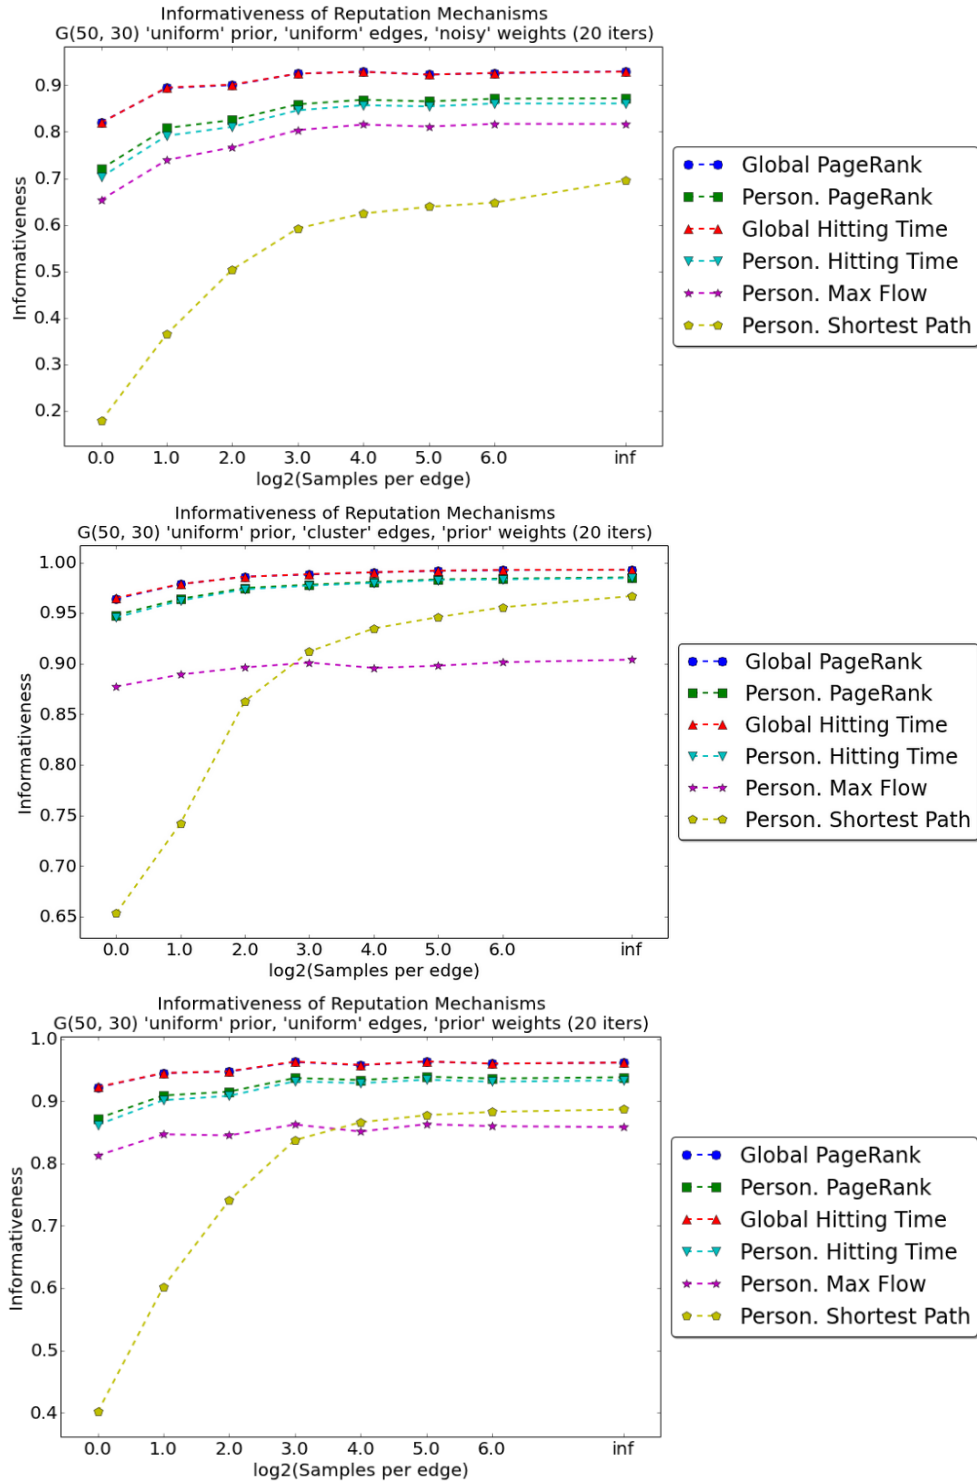 Informativeness of Reputation Mechanisms
G(50, 30) 'uniform' prior, 'uniform' edges, 'noisy' weights (20 iters)
Informativeness
0.9
0.8
0.7
0.6
0.5
0.4
0.3
0.2
0.0 1.0 2.0 3.0 4.0 5.0 6.0 inf
log2(Samples per edge)
Global PageRank
Person. PageRank
Global Hitting Time
Person. Hitting Time
Person. Max Flow
Person. Shortest Path
Informativeness of Reputation Mechanisms
G(50, 30) 'uniform' prior, 'cluster' edges, 'prior' weights (20 iters)
Informativeness
1.00
0.95
0.90
0.85
0.80
0.75
0.70
0.65
0.0 1.0 2.0 3.0 4.0 5.0 6.0 inf
log2(Samples per edge)
Global PageRank
Person. PageRank
Global Hitting Time
Person. Hitting Time
Person. Max Flow
Person. Shortest Path
Informativeness of Reputation Mechanisms
G(50, 30) 'uniform' prior, 'uniform' edges, 'prior' weights (20 iters)
Informativeness
1.0
0.9
0.8
0.7
0.6
0.5
0.4
0.0 1.0 2.0 3.0 4.0 5.0 6.0 inf
log2(Samples per edge)
Global PageRank
Person. PageRank
Global Hitting Time
Person. Hitting Time
Person. Max Flow
Person. Shortest Path